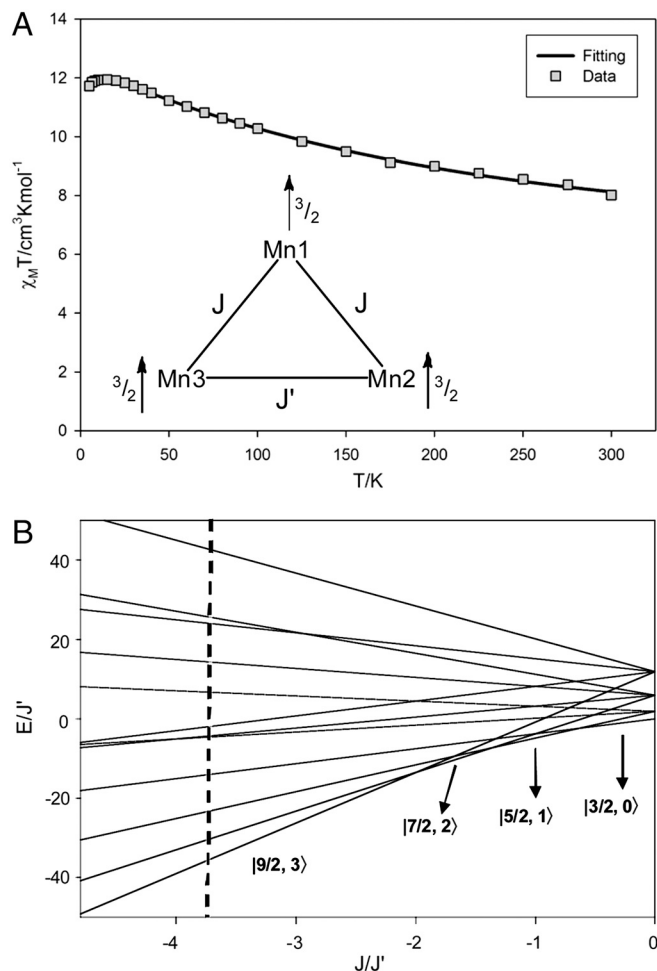 A
14
12
10
8
6
4
2
0
χ_M T/cm³Kmol⁻¹
Fitting
Data
3/2
Mn1
J
J
3/2
Mn3
Mn2
3/2
J'
0
50
100
150
200
250
300
T/K
B
40
20
0
-20
-40
E/J'
|9/2, 3⟩
|7/2, 2⟩
|5/2, 1⟩
|3/2, 0⟩
-4
-3
-2
-1
0
J/J'